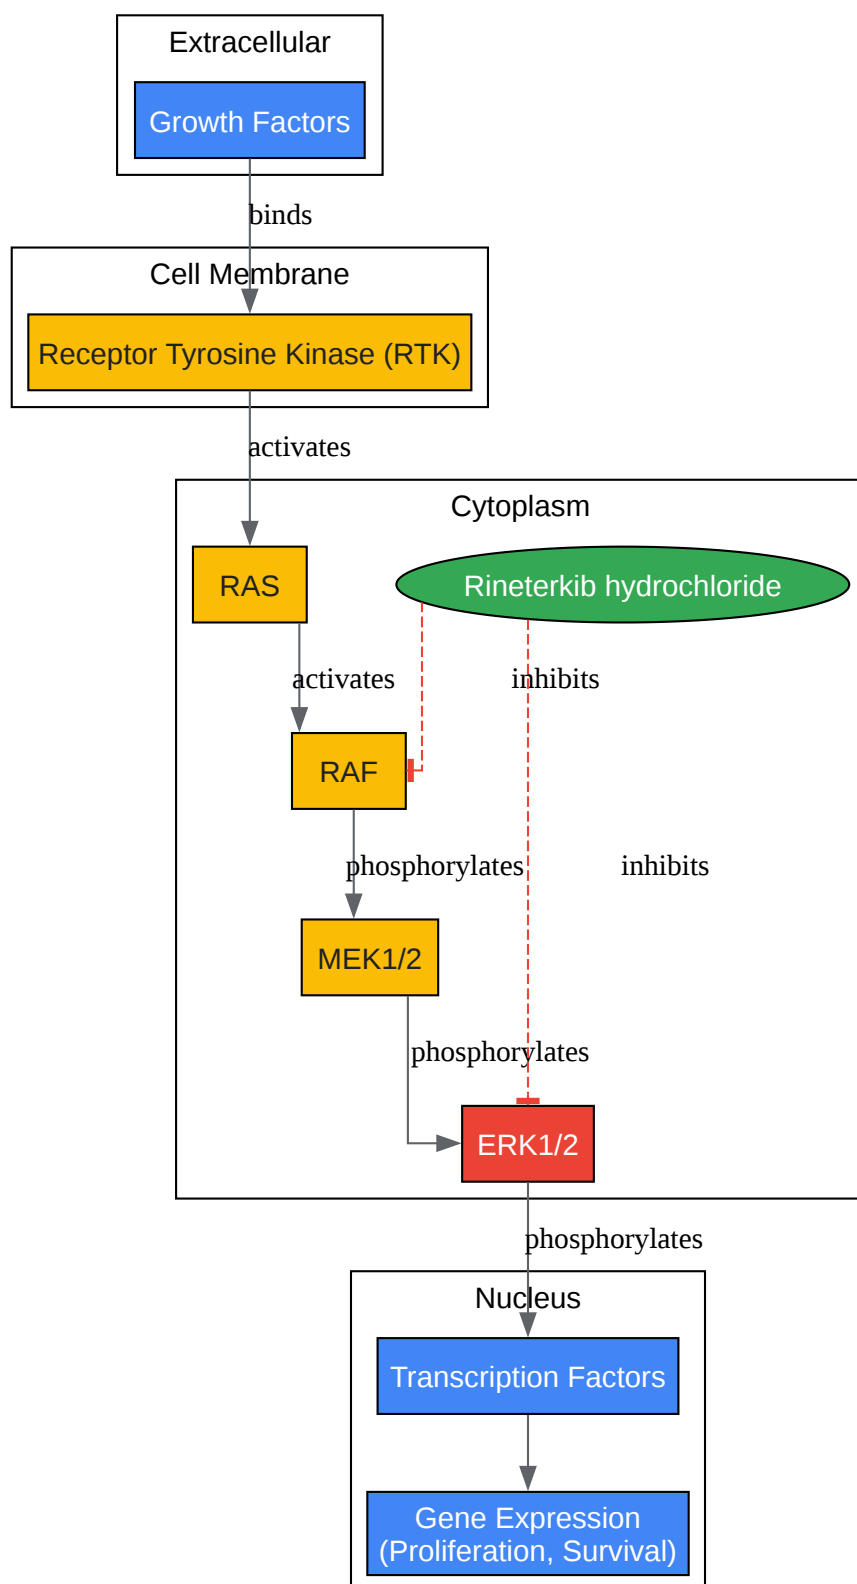 Extracellular
Growth Factors
binds
Cell Membrane
Receptor Tyrosine Kinase (RTK)
activates
Cytoplasm
RAS
Rineterkib hydrochloride
activates
inhibits
RAF
phosphorylates
inhibits
MEK1/2
phosphorylates
ERK1/2
phosphorylates
Nucleus
Transcription Factors
Gene Expression
(Proliferation, Survival)